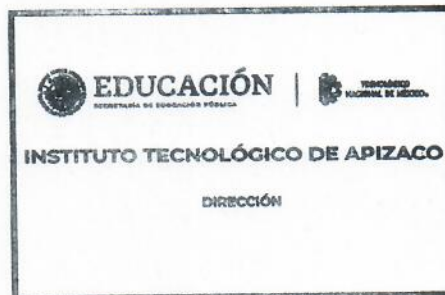 EDUCACIÓN
SECRETARÍA DE EDUCACIÓN PÚBLICA
TECNOLÓGICO
NACIONAL DE MÉXICO®
INSTITUTO TECNOLÓGICO DE APIZACO
DIRECCIÓN